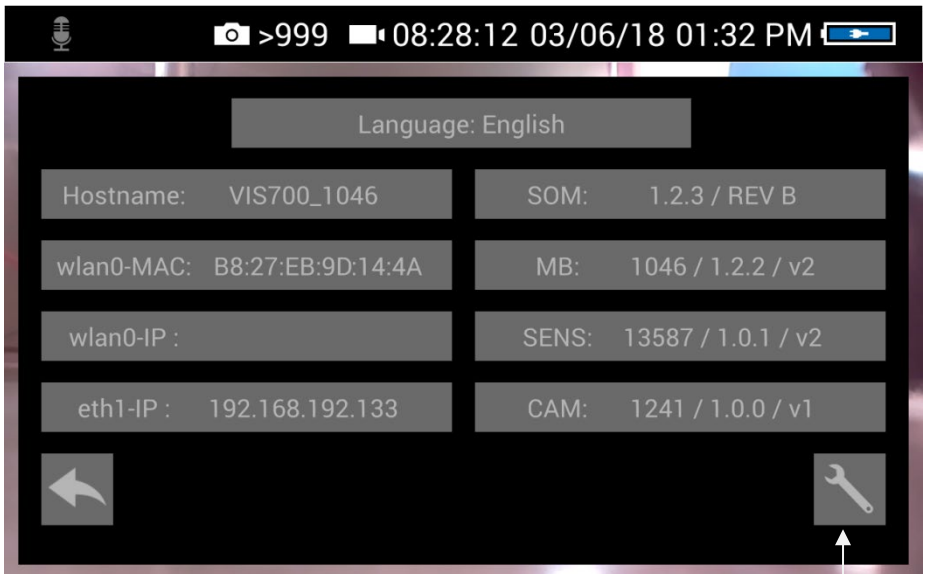 >999 08:28:12 03/06/18 01:32 PM
Language: English
Hostname: VIS700_1046
SOM: 1.2.3 / REV B
wlan0-MAC: B8:27:EB:9D:14:4A
MB: 1046 / 1.2.2 / v2
wlan0-IP :
SENS: 13587 / 1.0.1 / v2
eth1-IP : 192.168.192.133
CAM: 1241 / 1.0.0 / v1